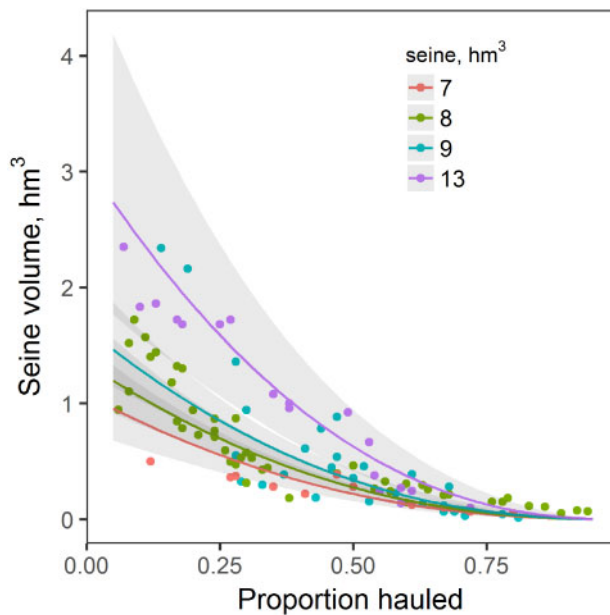 seine, hm³
7
8
9
13
4
3
2
1
0
Seine volume, hm³
0.00 0.25 0.50 0.75
Proportion hauled